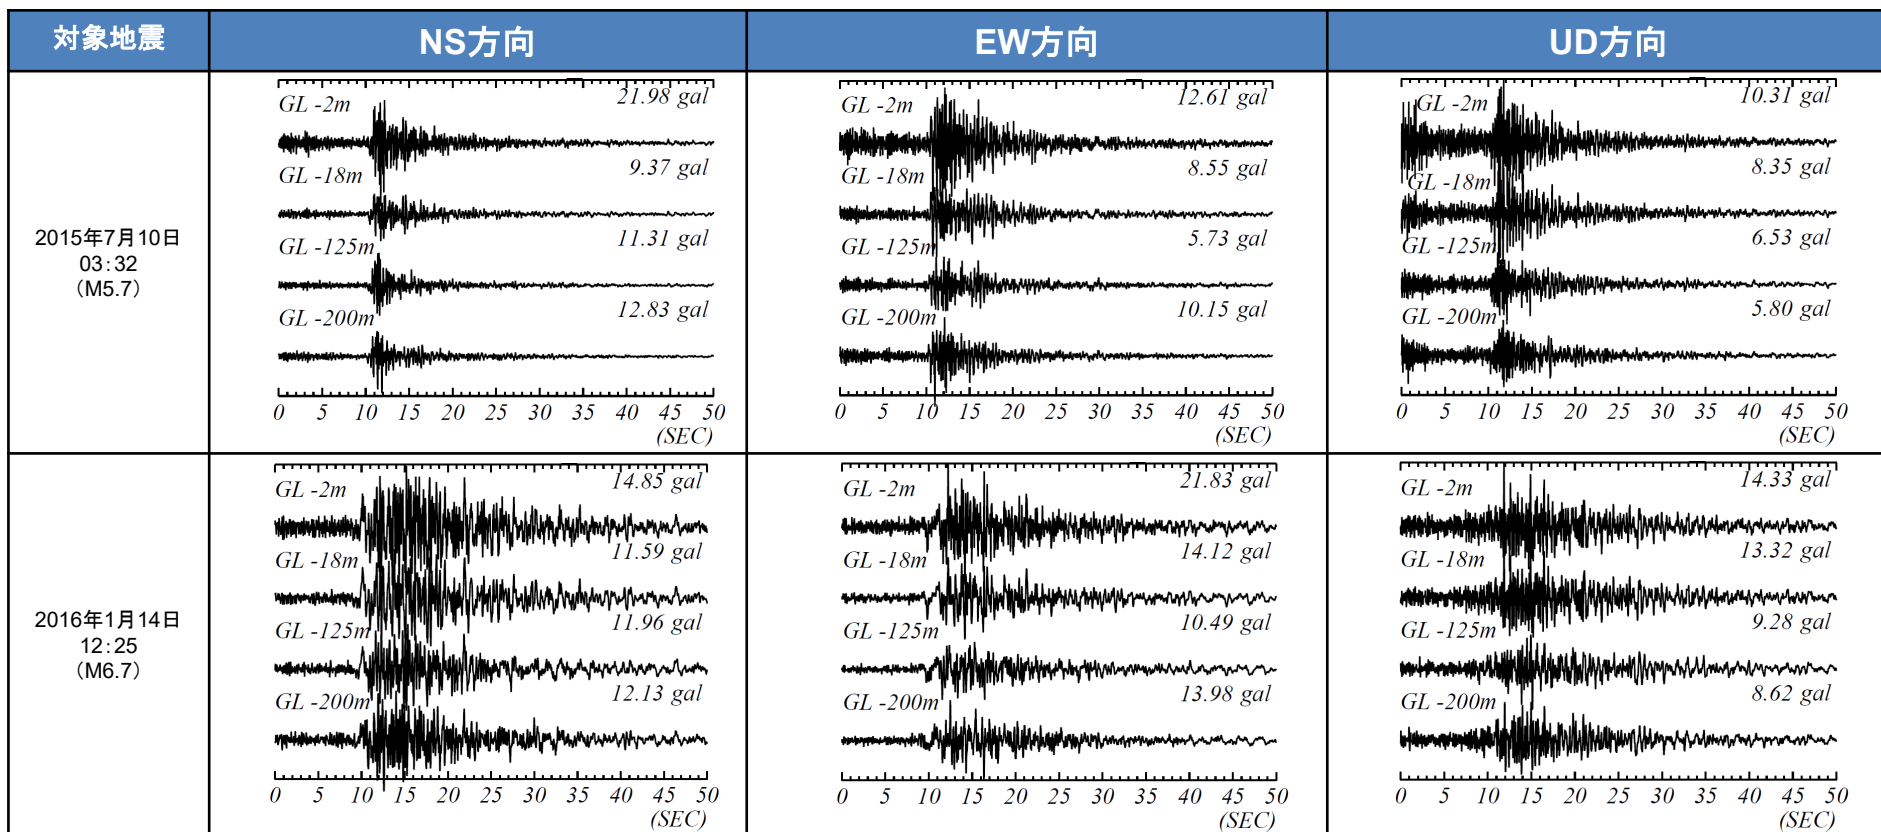 対象地震
NS方向
EW方向
UD方向
2015年7月10日
03:32
（M5.7）
GL -2m
21.98 gal
GL -18m
9.37 gal
GL -125m
11.31 gal
GL -200m
12.83 gal
0 5 10 15 20 25 30 35 40 45 50
(SEC)
GL -2m
12.61 gal
GL -18m
8.55 gal
GL -125m
5.73 gal
GL -200m
10.15 gal
0 5 10 15 20 25 30 35 40 45 50
(SEC)
GL -2m
10.31 gal
GL -18m
8.35 gal
GL -125m
6.53 gal
GL -200m
5.80 gal
0 5 10 15 20 25 30 35 40 45 50
(SEC)
2016年1月14日
12:25
（M6.7）
GL -2m
14.85 gal
GL -18m
11.59 gal
GL -125m
11.96 gal
GL -200m
12.13 gal
0 5 10 15 20 25 30 35 40 45 50
(SEC)
GL -2m
21.83 gal
GL -18m
14.12 gal
GL -125m
10.49 gal
GL -200m
13.98 gal
0 5 10 15 20 25 30 35 40 45 50
(SEC)
GL -2m
14.33 gal
GL -18m
13.32 gal
GL -125m
9.28 gal
GL -200m
8.62 gal
0 5 10 15 20 25 30 35 40 45 50
(SEC)